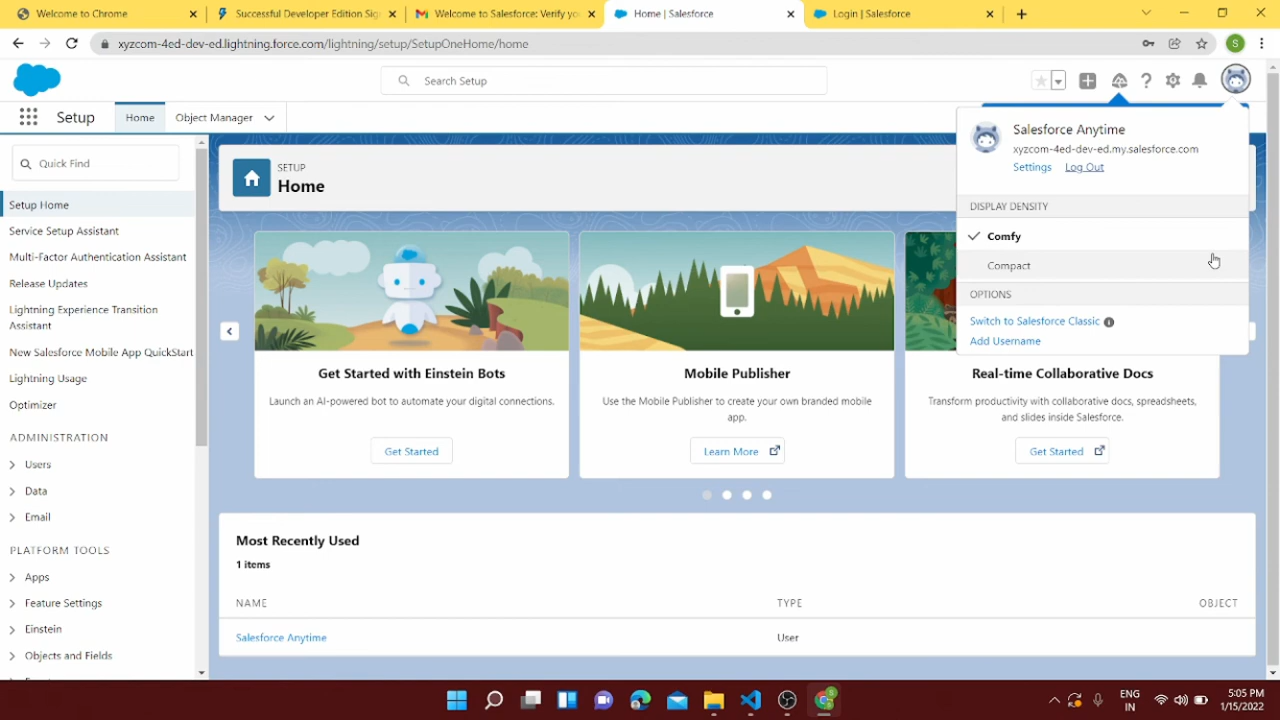 Welcome to Chrome
Successful Developer Edition Sig
Welcome to Salesforce: Verify yo
Home | Salesforce
Login | Salesforce
xyzcom-4ed-dev-ed.lightning.force.com/lightning/setup/SetupOneHome/home
S
Search Setup
Setup
Home
Object Manager
Quick Find
Setup Home
Service Setup Assistant
Multi-Factor Authentication Assistant
Release Updates
Lightning Experience Transition
Assistant
New Salesforce Mobile App QuickStart
Lightning Usage
Optimizer
ADMINISTRATION
Users
Data
Email
PLATFORM TOOLS
Apps
Feature Settings
Einstein
Objects and Fields
SETUP
Home
Salesforce Anytime
xyzcom-4ed-dev-ed.my.salesforce.com
Settings
Log Out
DISPLAY DENSITY
Comfy
Compact
OPTIONS
Switch to Salesforce Classic
Add Username
Get Started with Einstein Bots
Launch an AI-powered bot to automate your digital connections.
Get Started
Mobile Publisher
Use the Mobile Publisher to create your own branded mobile
app.
Learn More
Real-time Collaborative Docs
Transform productivity with collaborative docs, spreadsheets,
and slides inside Salesforce.
Get Started
Most Recently Used
1 items
NAME
TYPE
OBJECT
Salesforce Anytime
User
ENG
IN
5:05 PM
1/15/2022